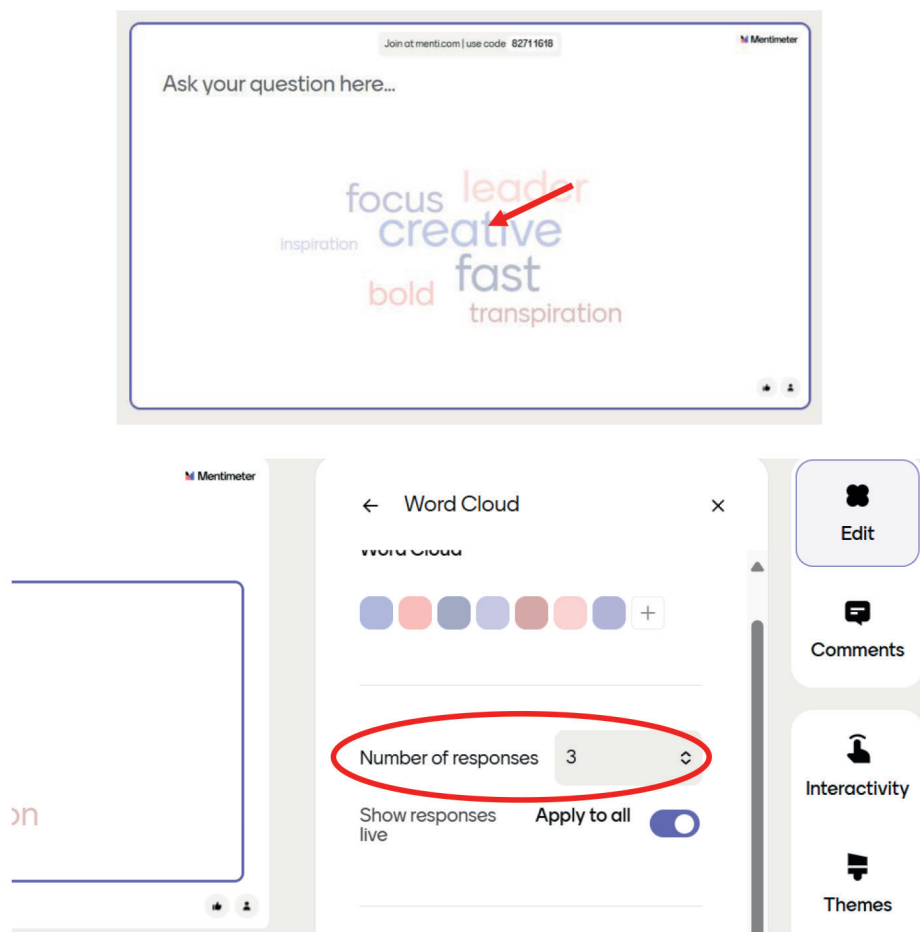 Join at menti.com | use code 82711618
Mentimeter
Ask your question here...
focus leader
inspiration creative
fast
bold
transpiration
Mentimeter
on
← Word Cloud ×
Word Cloud
+
Number of responses 3
Show responses live Apply to all
Edit
Comments
Interactivity
Themes